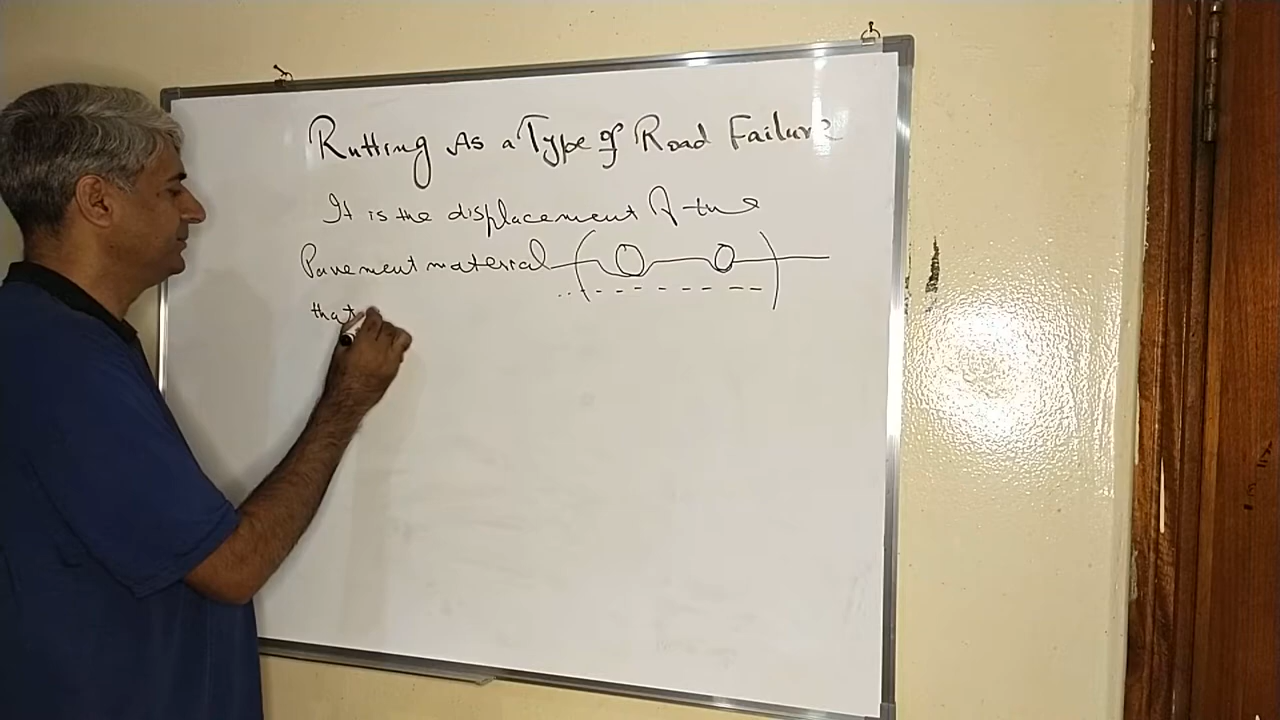 Rutting As a Type of Road Failure
It is the displacement of the
Pavement material
that